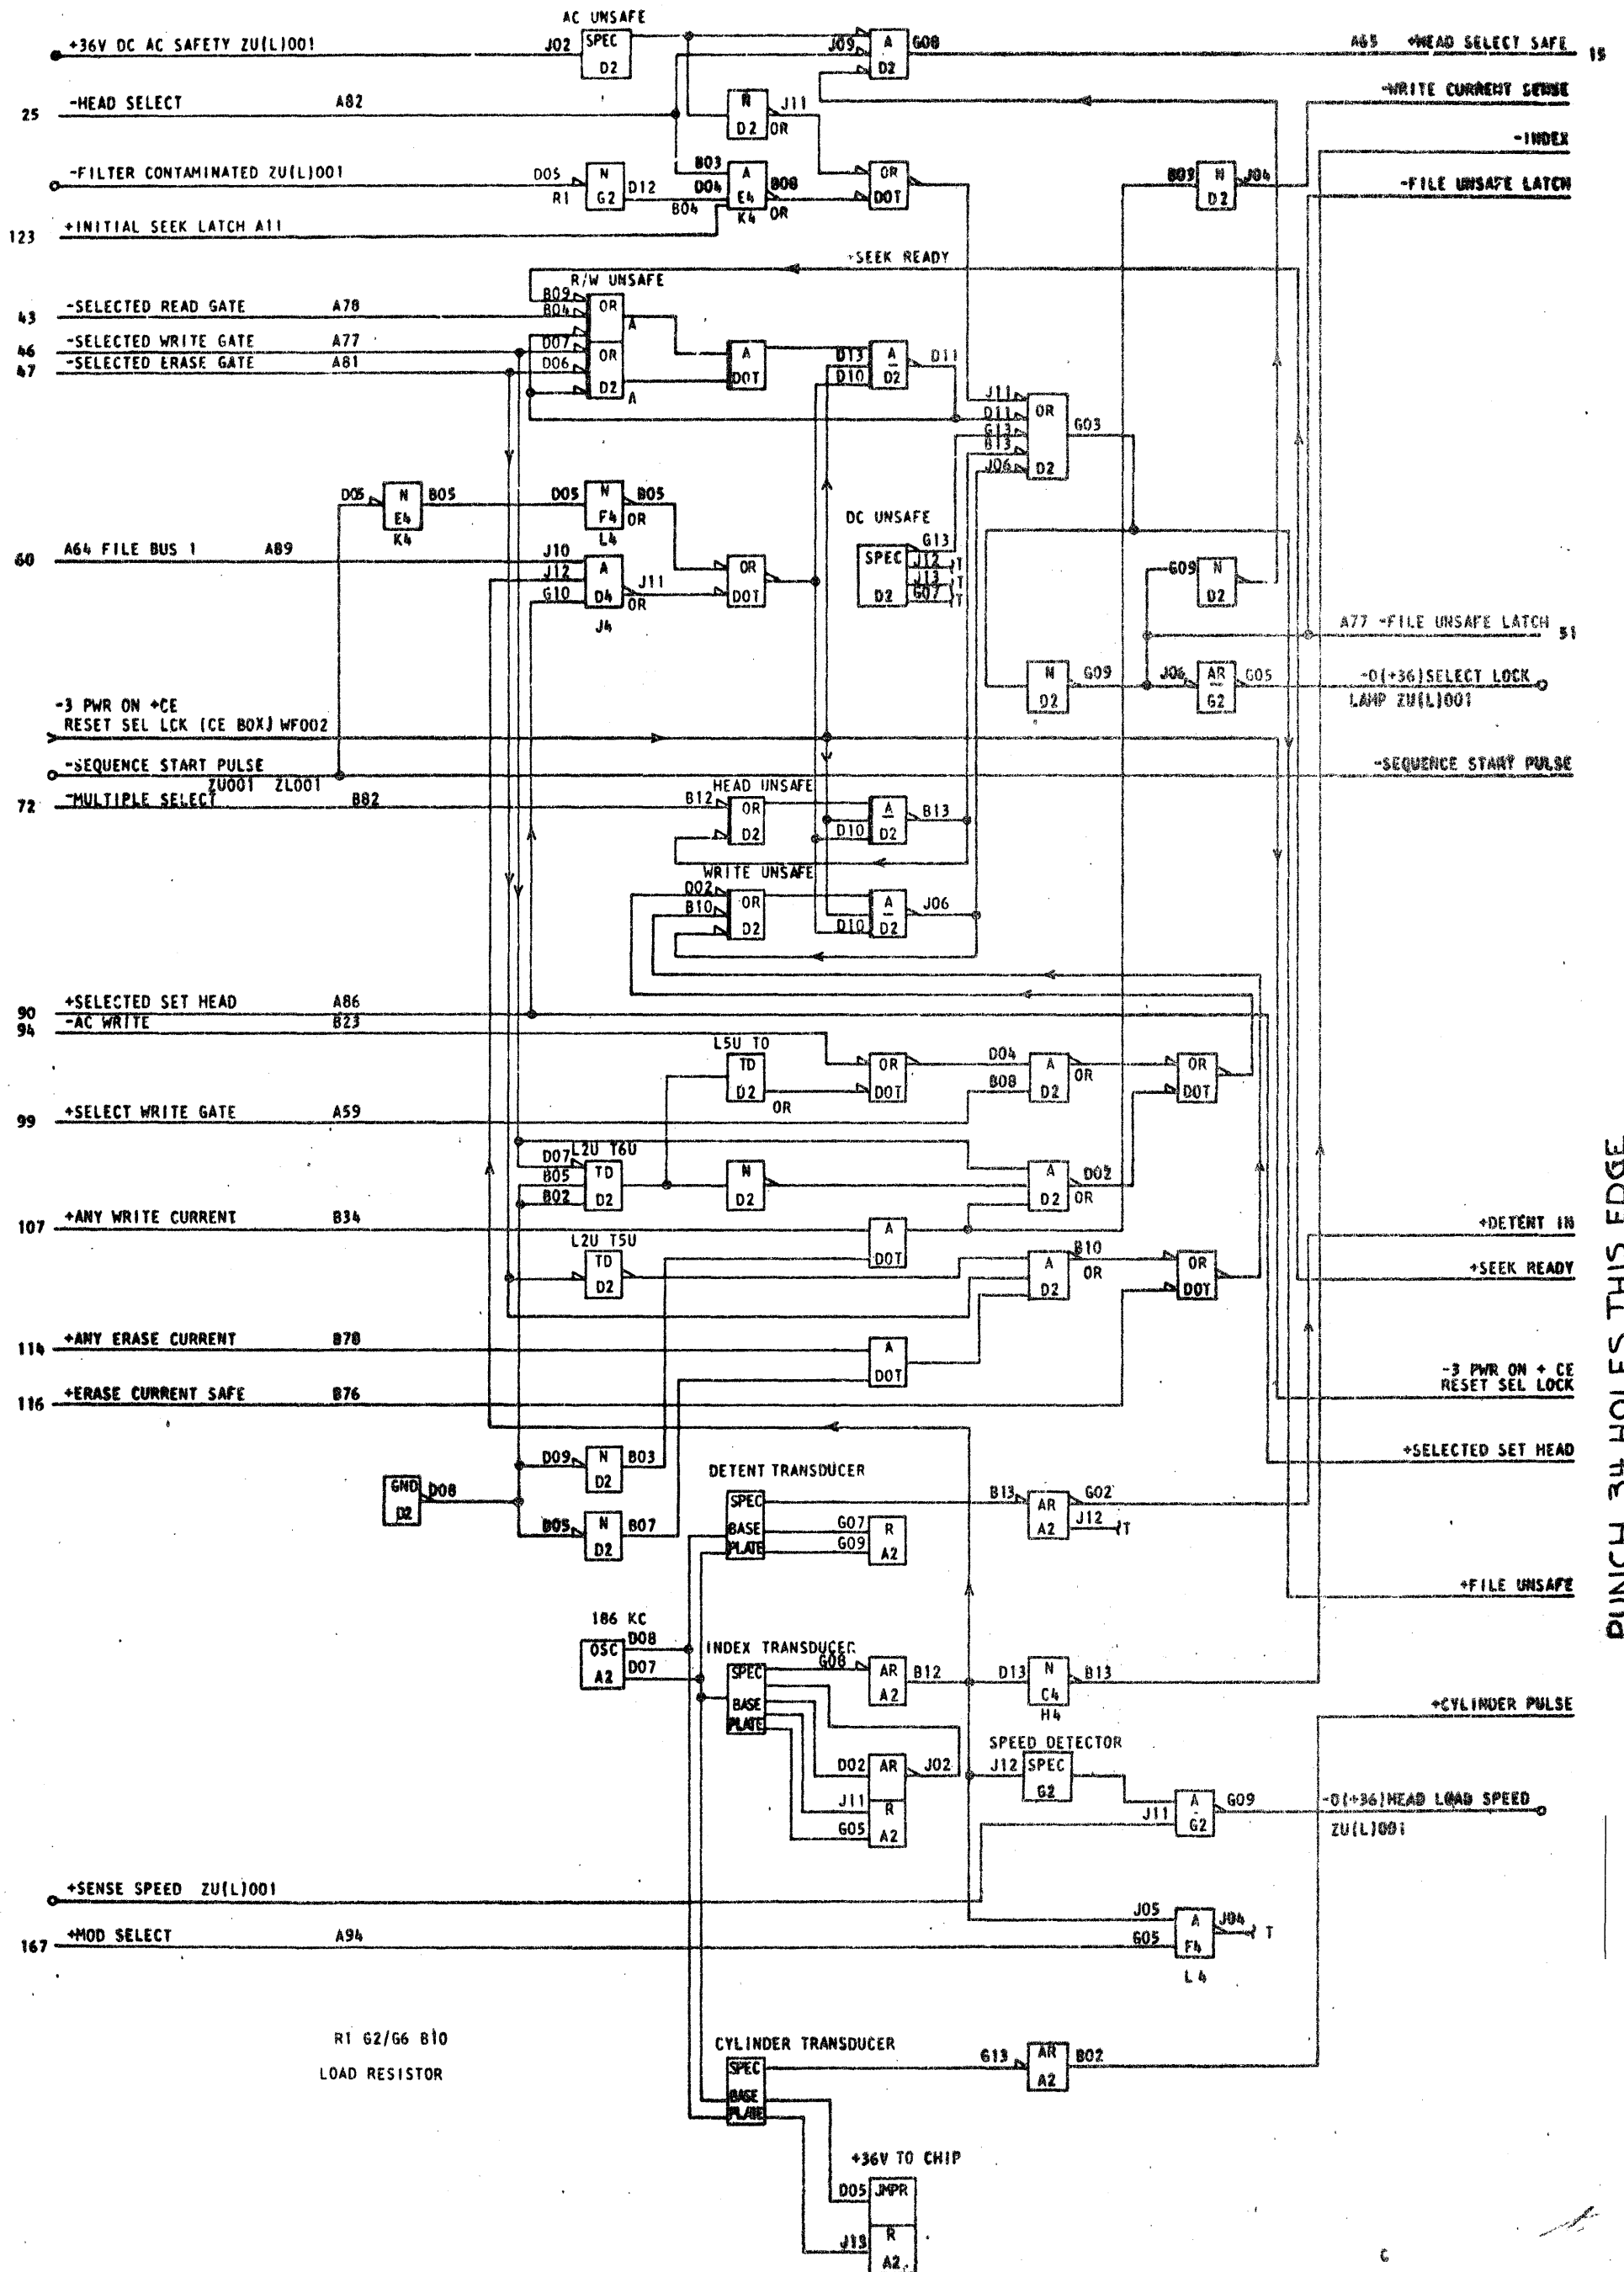 AC UNSAFE
+36V DC AC SAFETY ZU(L)001 J02 SPEC D2 J09 A D2 G08 A65 +HEAD SELECT SAFE 15
-WRITE CURRENT SENSE
25 -HEAD SELECT A82 N D2 J11 OR
-INDEX
-FILTER CONTAMINATED ZU(L)001 D05 R1 N G2 D12 B03 D04 B04 A E4 K4 B08 OR OR DOT B03 N D2 J04
-FILE UNSAFE LATCH
123 +INITIAL SEEK LATCH A11
+SEEK READY
R/W UNSAFE
B09 OR
43 -SELECTED READ GATE A78 B04 A
46 -SELECTED WRITE GATE A77 D07 OR A DOT D13 A D11
47 -SELECTED ERASE GATE A81 D06 D2 A D10 D2
J11 D11 G13 B13 J06 OR D2 G03
D05 N E4 K4 B05 D05 N F4 L4 B05 OR
DC UNSAFE
60 A64 FILE BUS 1 A89 J10 J12 G10 A D4 J4 J11 OR OR DOT SPEC D2 G13 J12 T J13 T G07 T
G09 N D2
A77 -FILE UNSAFE LATCH 51
N D2 G09 J06 AR G2 G05 -0(+36)SELECT LOCK
LAMP ZU(L)001
-3 PWR ON +CE
RESET SEL LCK (CE BOX) WF002
-SEQUENCE START PULSE -SEQUENCE START PULSE
ZU001 ZL001
HEAD UNSAFE
72 -MULTIPLE SELECT B82 B12 OR D2 D10 A D2 B13
WRITE UNSAFE
D02 B10 OR D2 D10 A D2 J06
90 +SELECTED SET HEAD A86
94 -AC WRITE B23
L5U T0
TD D2 OR OR DOT D04 B08 A D2 OR OR DOT
99 +SELECT WRITE GATE A59
L2U T6U
D07 B05 B02 TD D2 N D2 A D2 D02 OR
107 +ANY WRITE CURRENT B34 A DOT
+DETENT IN
L2U T5U
TD D2 A D2 B10 OR OR DOT
+SEEK READY
114 +ANY ERASE CURRENT B78 A DOT
-3 PWR ON + CE
RESET SEL LOCK
116 +ERASE CURRENT SAFE B76
+SELECTED SET HEAD
D09 N D2 B03
DETENT TRANSDUCER
GND D2 D08 SPEC BASE PLATE G07 G09 R A2 B13 AR A2 G02 J12 T
B05 N D2 B07
+FILE UNSAFE
186 KC
OSC A2 D08 D07
INDEX TRANSDUCER
SPEC BASE PLATE G08 AR A2 B12 D13 N C4 H4 B13
+CYLINDER PULSE
SPEED DETECTOR
D02 AR J02 J12 SPEC G2
J11 G05 R A2 J11 A G2 G09 -0(+36)HEAD LOAD SPEED
ZU(L)001
+SENSE SPEED ZU(L)001
167 +MOD SELECT A94 J05 G05 A F4 L4 J04 T
R1 G2/G6 B10
LOAD RESISTOR
CYLINDER TRANSDUCER
SPEC BASE PLATE G13 AR A2 B02
+36V TO CHIP
D05 JMPR
J13 R A2
PUNCH 34 HOLES THIS EDGE